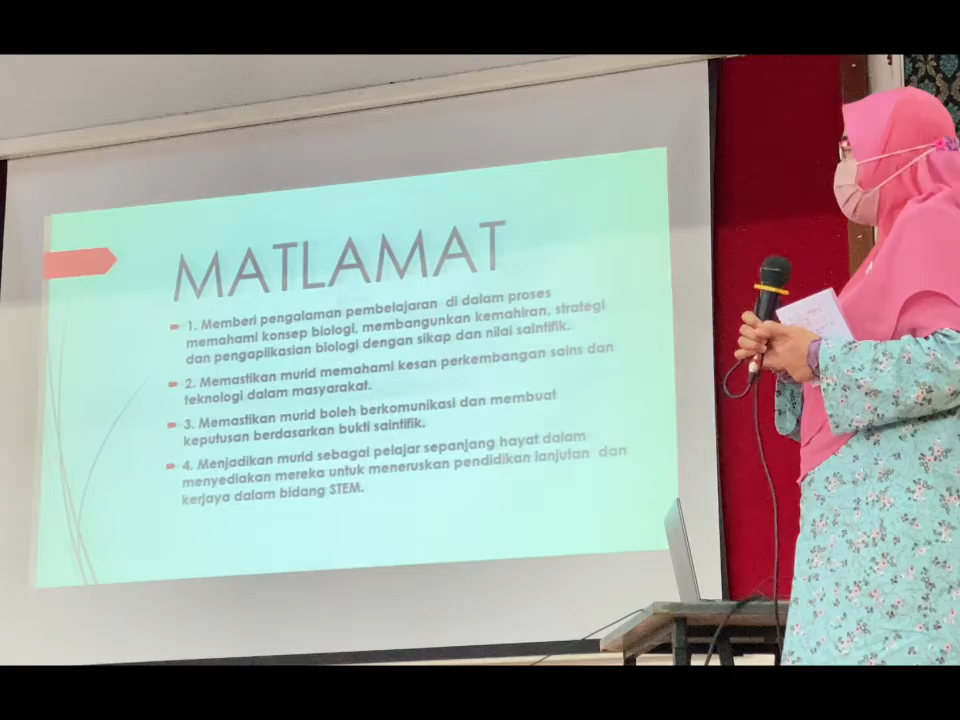 MATLAMAT
1. Memberi pengalaman pembelajaran di dalam proses
memahami konsep biologi, membangunkan kemahiran, strategi
dan pengaplikasian biologi dengan sikap dan nilai saintifik.
2. Memastikan murid memahami kesan perkembangan sains dan
teknologi dalam masyarakat.
3. Memastikan murid boleh berkomunikasi dan membuat
keputusan berdasarkan bukti saintifik.
4. Menjadikan murid sebagai pelajar sepanjang hayat dalam
menyediakan mereka untuk meneruskan pendidikan lanjutan dan
kerjaya dalam bidang STEM.